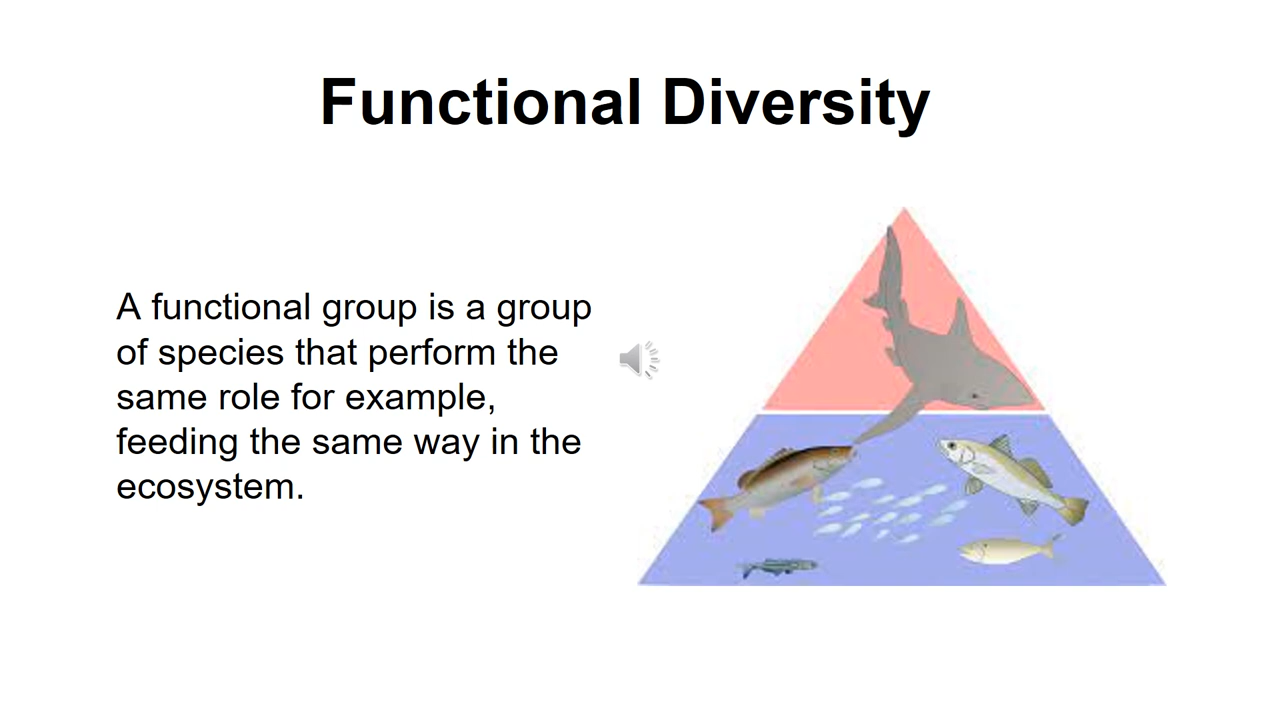 Functional Diversity
A functional group is a group
of species that perform the
same role for example,
feeding the same way in the
ecosystem.